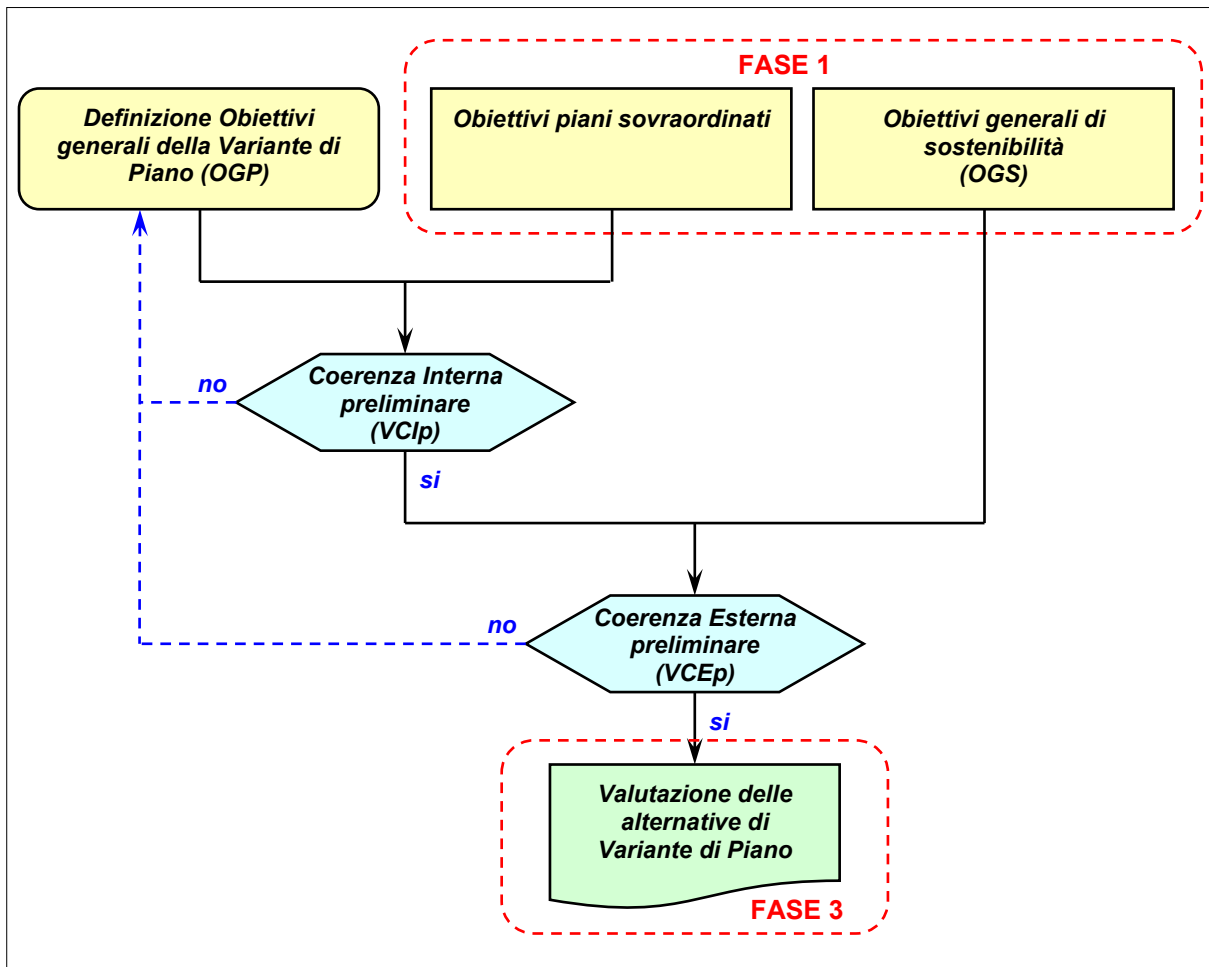 FASE 1
Definizione Obiettivi
generali della Variante di
Piano (OGP)
Obiettivi piani sovraordinati
Obiettivi generali di
sostenibilità
(OGS)
no
Coerenza Interna
preliminare
(VCIp)
si
no
Coerenza Esterna
preliminare
(VCEp)
si
Valutazione delle
alternative di
Variante di Piano
FASE 3